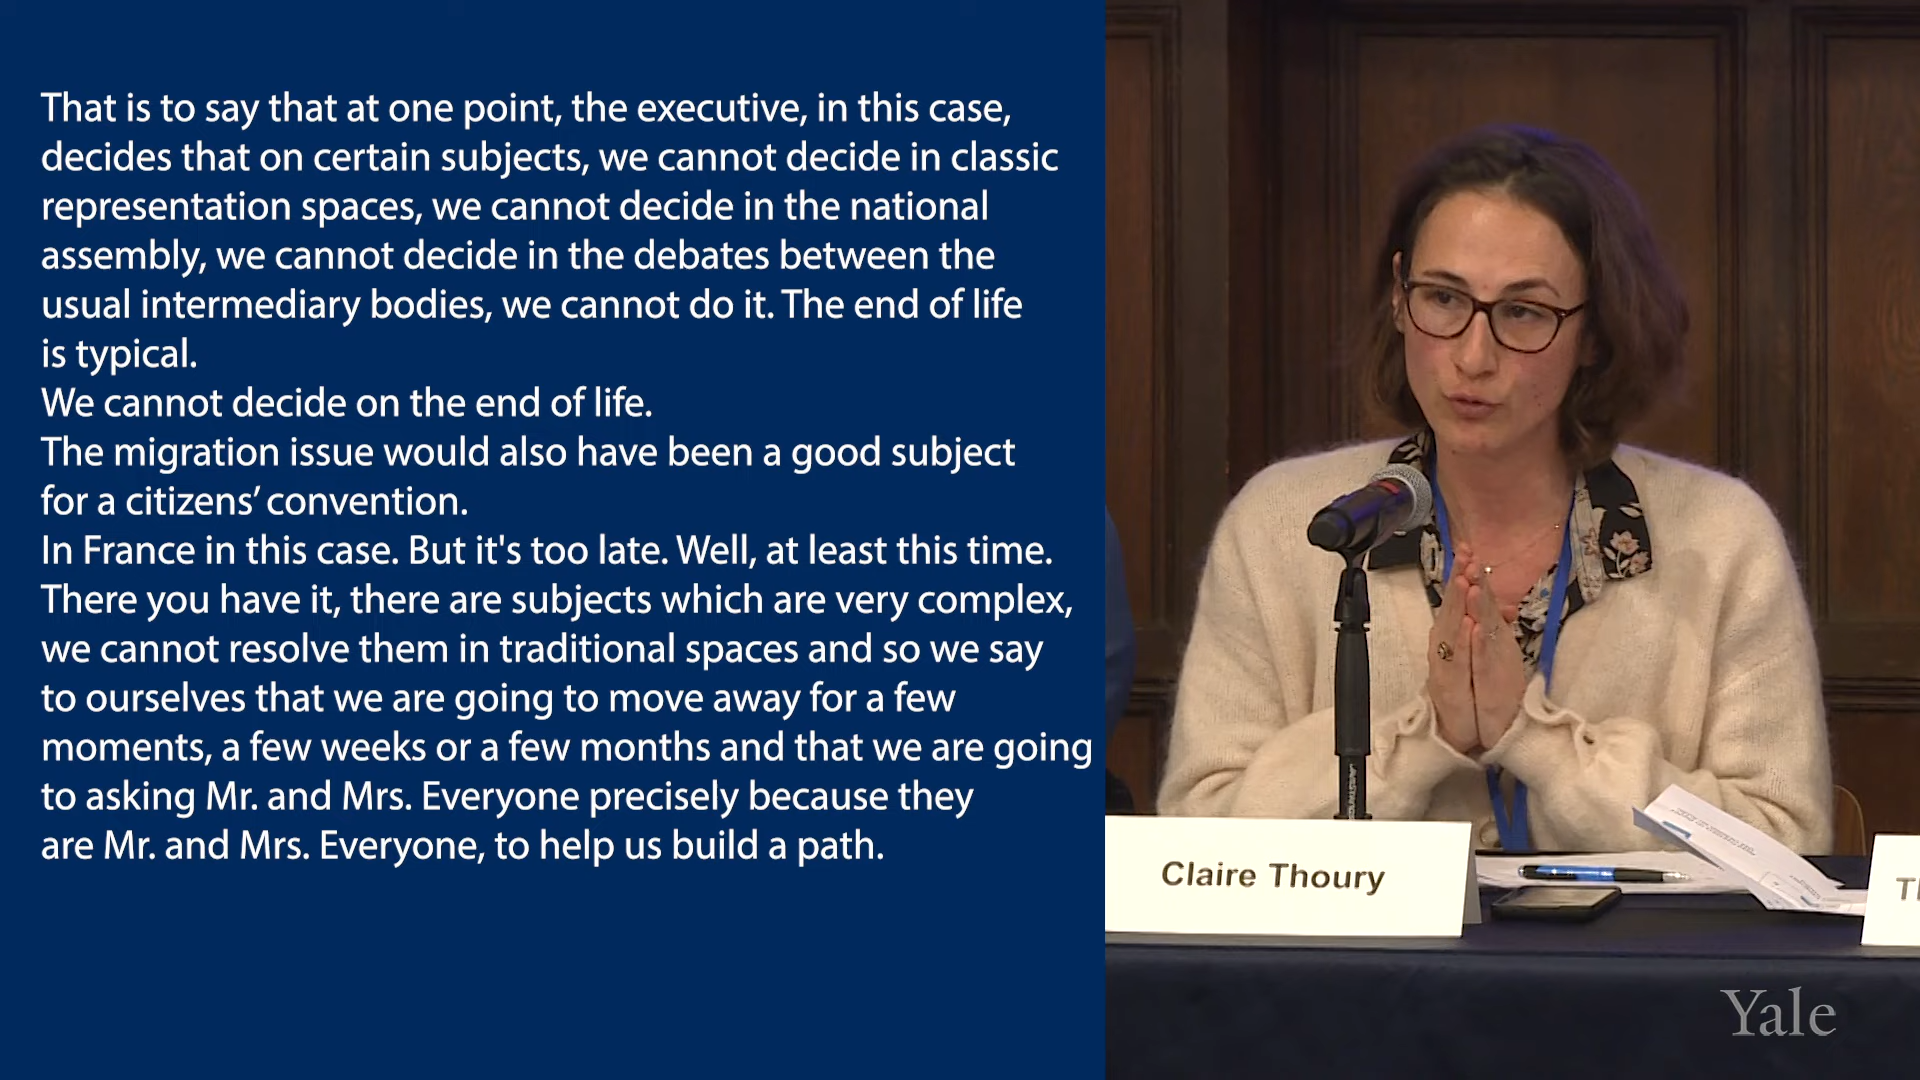 That is to say that at one point, the executive, in this case,
decides that on certain subjects, we cannot decide in classic
representation spaces, we cannot decide in the national
assembly, we cannot decide in the debates between the
usual intermediary bodies, we cannot do it. The end of life
is typical.
We cannot decide on the end of life.
The migration issue would also have been a good subject
for a citizens’ convention.
In France in this case. But it's too late. Well, at least this time.
There you have it, there are subjects which are very complex,
we cannot resolve them in traditional spaces and so we say
to ourselves that we are going to move away for a few
moments, a few weeks or a few months and that we are going
to asking Mr. and Mrs. Everyone precisely because they
are Mr. and Mrs. Everyone, to help us build a path.
Claire Thoury
Yale